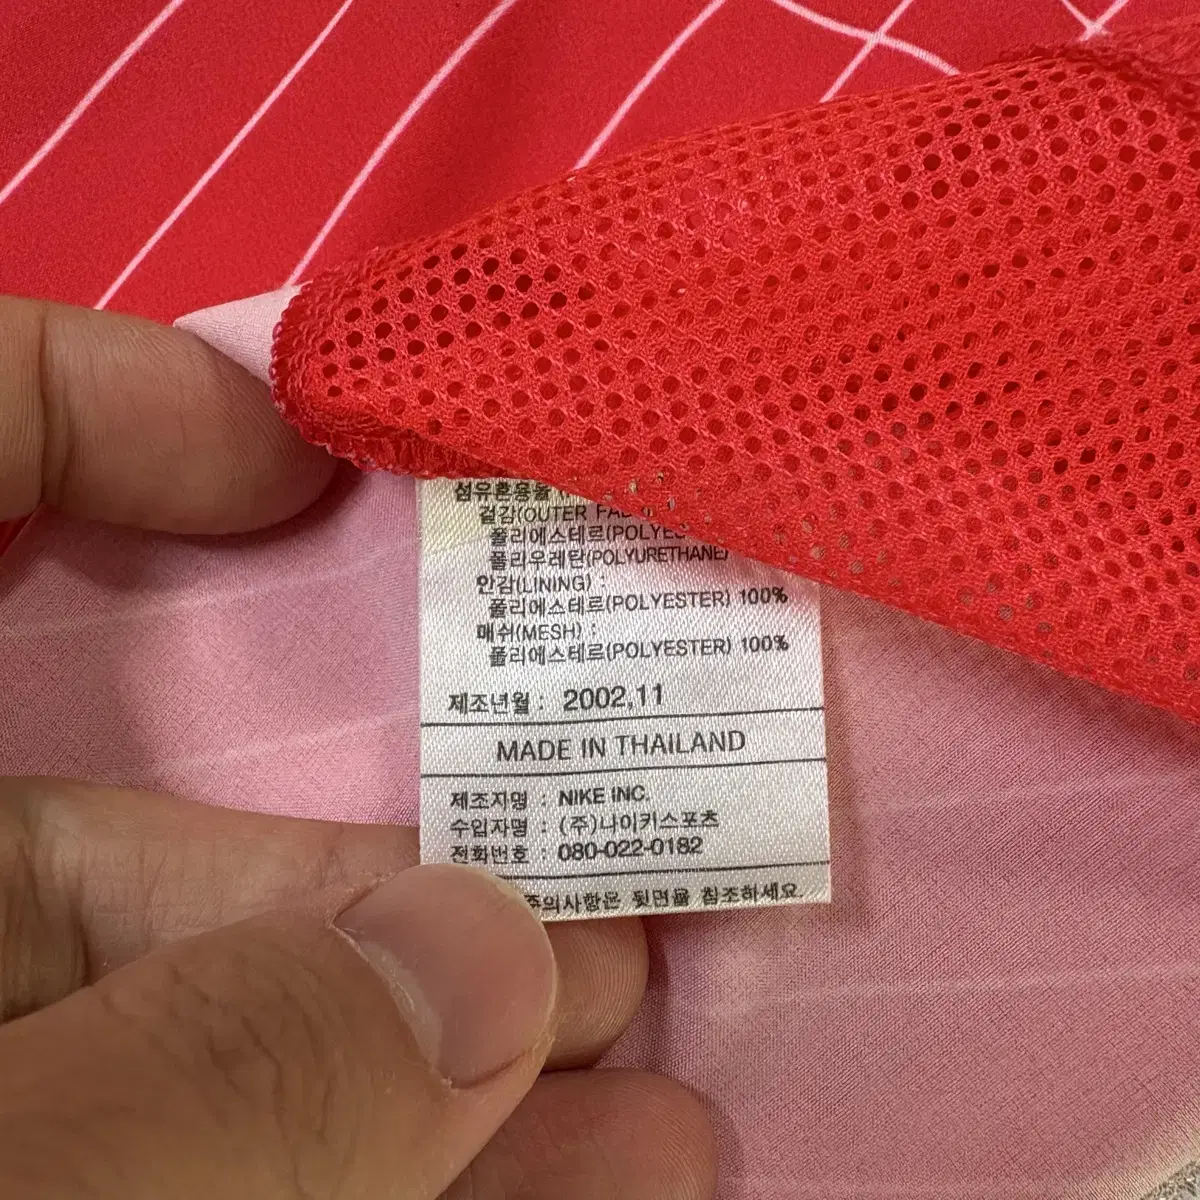 섬유혼용율
겉감(OUTER
폴리에스테르(POLYES
폴리우레탄(POLYURETHANE)
안감(LINING) :
폴리에스테르(POLYESTER) 100%
매쉬(MESH) :
폴리에스테르(POLYESTER) 100%
제조년월 : 2002,11
MADE IN THAILAND
제조자명 : NIKE INC.
수입자명 : (주)나이키스포츠
전화번호 : 080-022-0182
주의사항은 뒷면을 참조하세요.